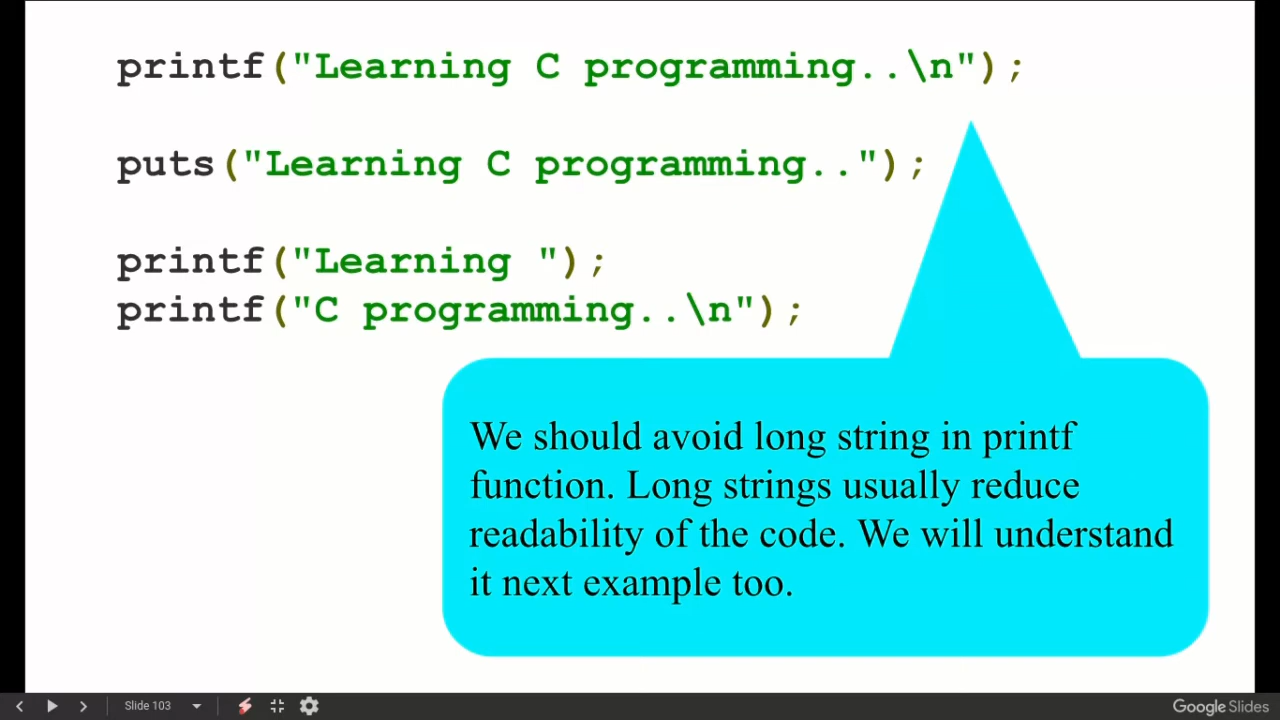 printf("Learning C programming..\n");
puts("Learning C programming..");
printf("Learning ");
printf("C programming..\n");
We should avoid long string in printf
function. Long strings usually reduce
readability of the code. We will understand
it next example too.
Slide 103
Google Slides